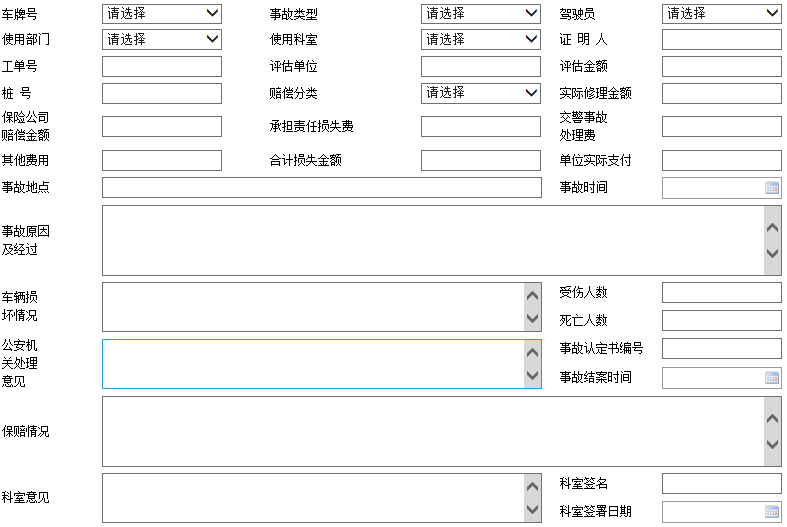 车牌号 请选择 事故类型 请选择 驾驶员 请选择
使用部门 请选择 使用科室 请选择 证 明 人
工单号 评估单位 评估金额
桩 号 赔偿分类 请选择 实际修理金额
保险公司
赔偿金额 承担责任损失费 交警事故
处理费
其他费用 合计损失金额 单位实际支付
事故地点 事故时间
事故原因
及经过
车辆损
坏情况 受伤人数
死亡人数
公安机
关处理
意见 事故认定书编号
事故结案时间
保赔情况
科室意见 科室签名
科室签署日期